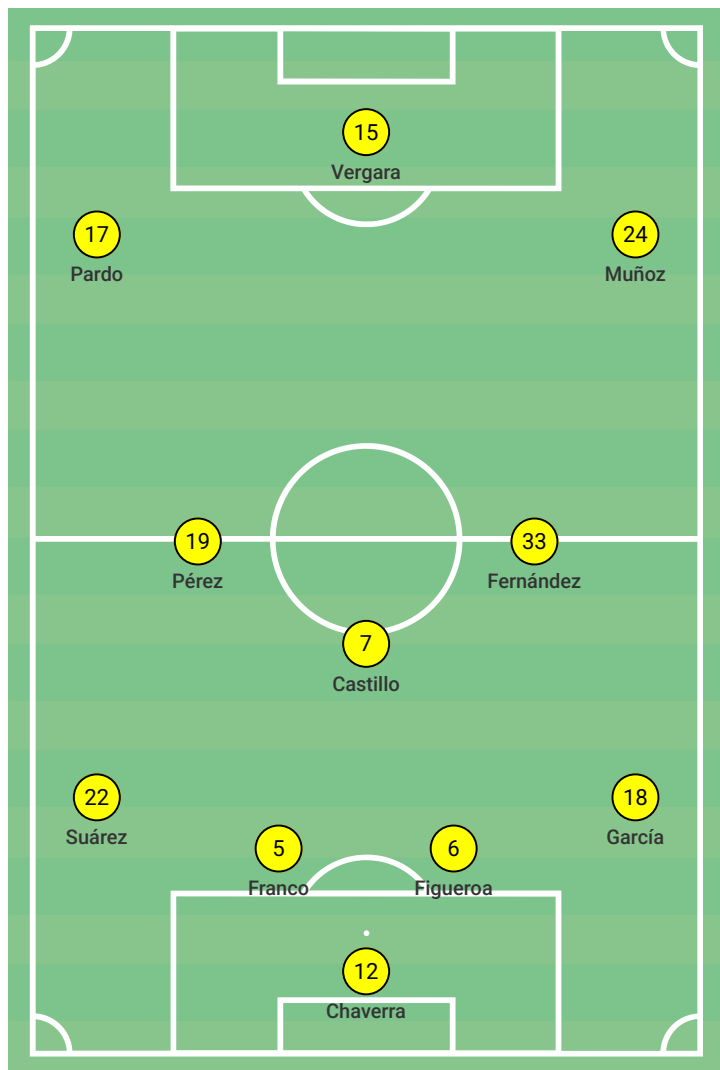 15
Vergara
17
Pardo
24
Muñoz
19
Pérez
33
Fernández
7
Castillo
22
Suárez
18
García
5
Franco
6
Figueroa
12
Chaverra